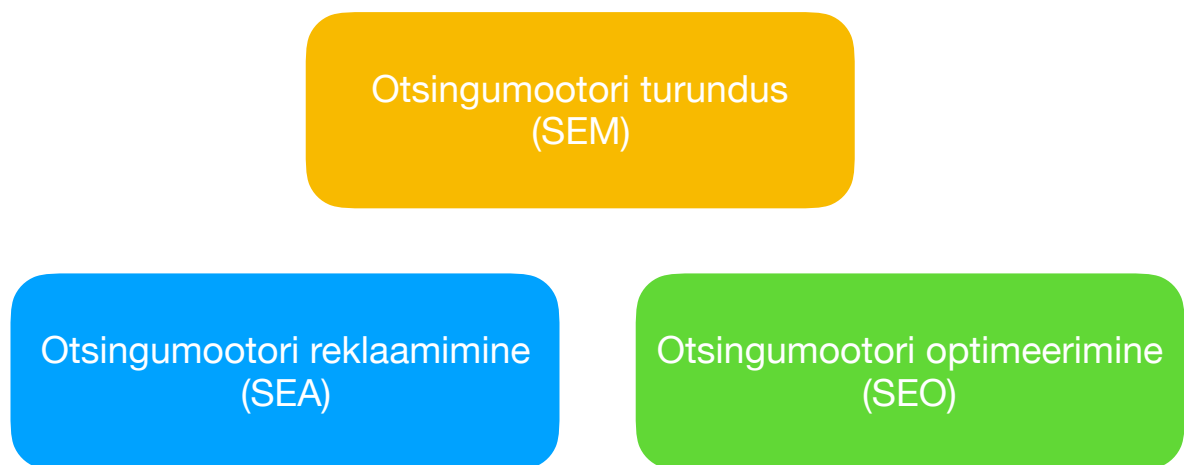 Otsingumootori turundus
(SEM)
Otsingumootori reklaamimine
(SEA)
Otsingumootori optimeerimine
(SEO)